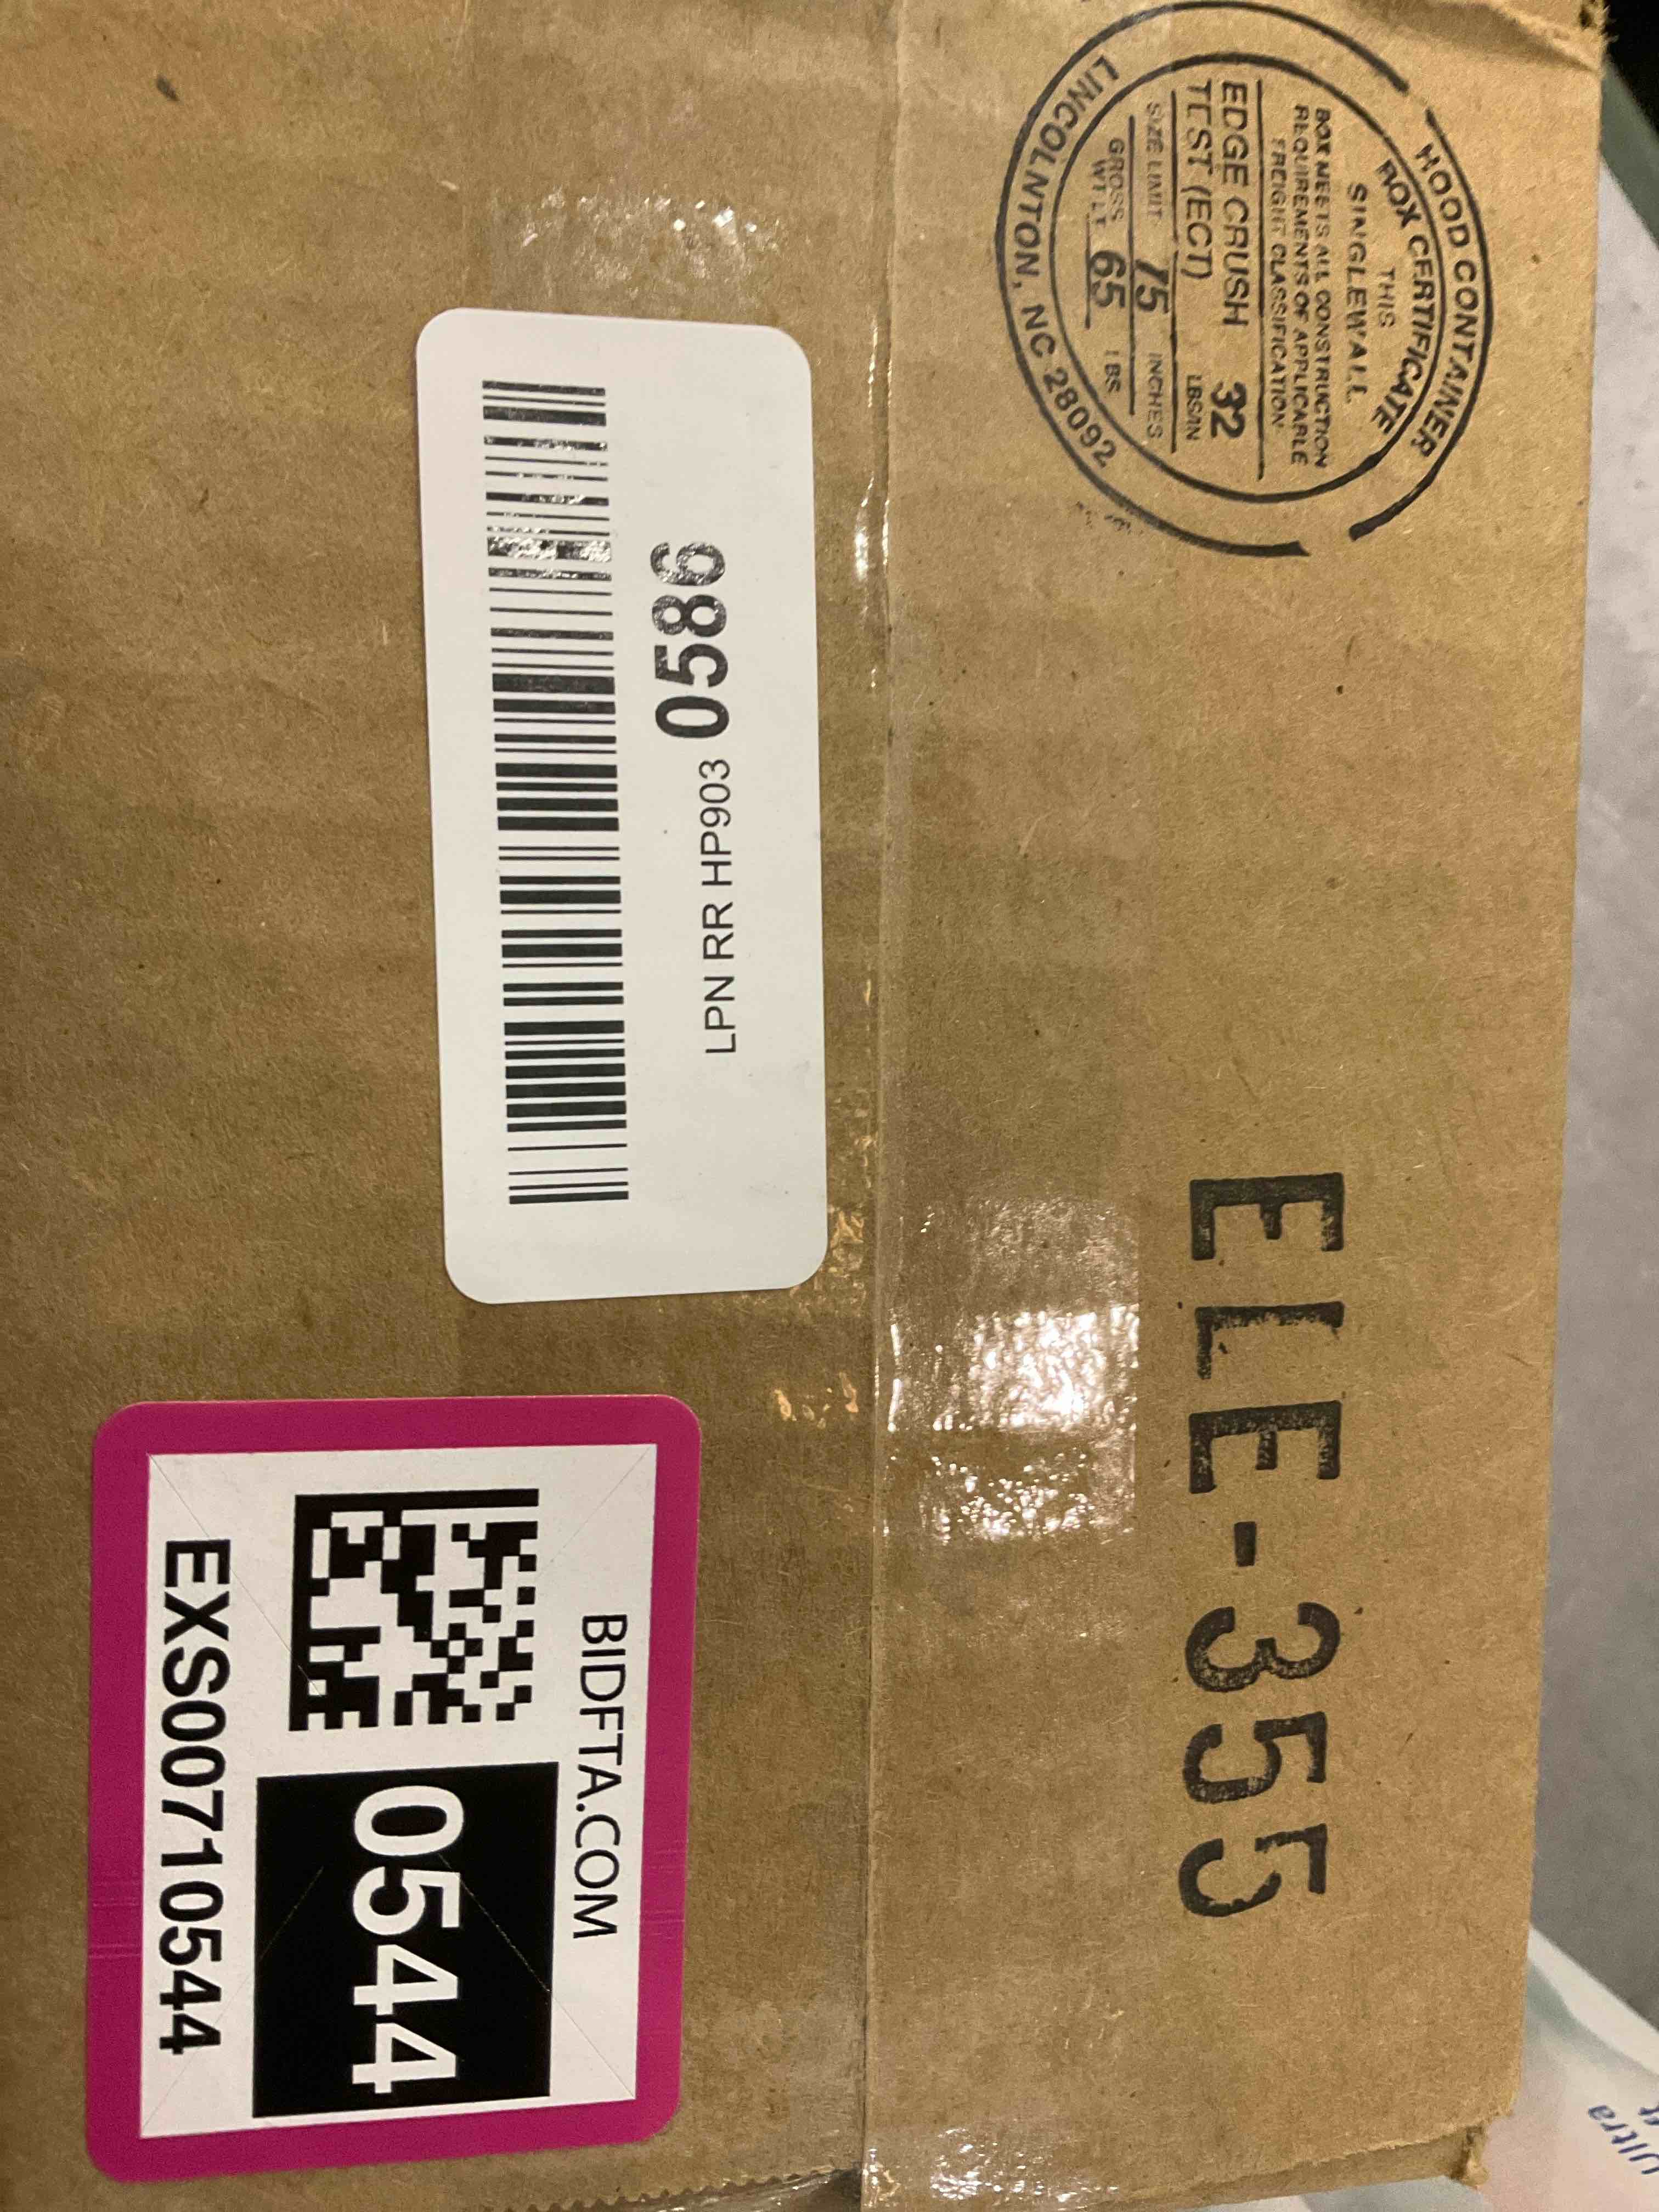 HOOD CONTAINER
BOX CERTIFICATE
THIS
SINGLEWALL
BOX MEETS ALL CONSTRUCTION
REQUIREMENTS OF APPLICABLE
FREIGHT CLASSIFICATION
EDGE CRUSH
TEST (ECT) 32 LBS/IN
SIZE LIMIT 75 INCHES
GROSS WT LT 65 LBS
LINCOLNTON, NC 28092
ELE-355
LPN RR HP903 0586
BIDFTA.COM
0544
EXS00710544
Ultra